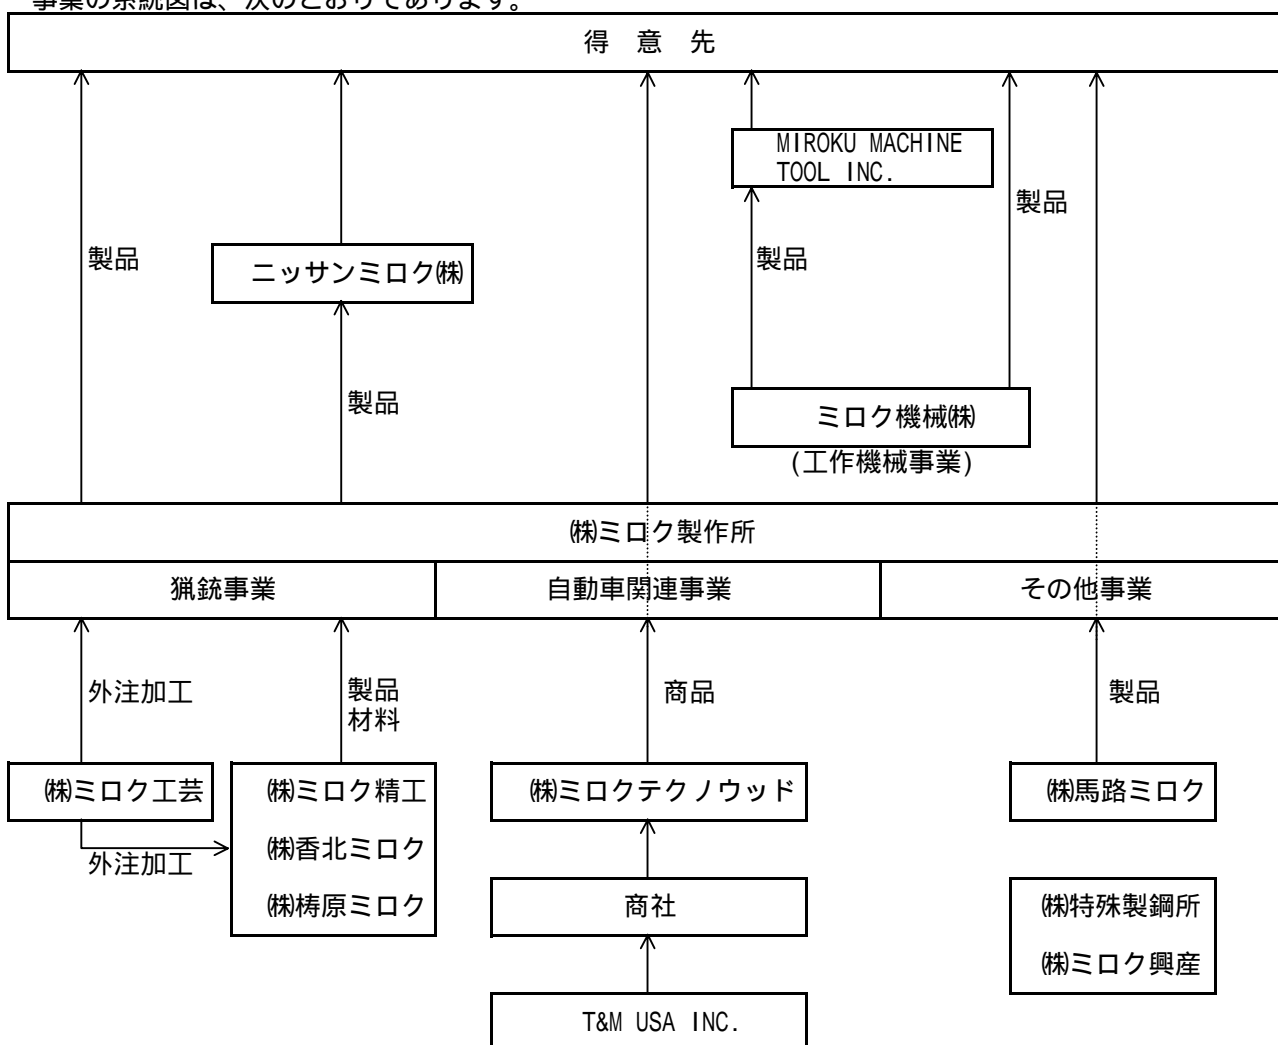 事業の系統図は、次のとおりであります。
得 意 先
MIROKU MACHINE
TOOL INC.
製品
製品
ニッサンミロク㈱
製品
製品
ミロク機械㈱
(工作機械事業)
㈱ミロク製作所
猟銃事業
自動車関連事業
その他事業
外注加工
製品
材料
商品
製品
㈱ミロク工芸
㈱ミロク精工
㈱ミロクテクノウッド
㈱馬路ミロク
外注加工
㈱香北ミロク
㈱梼原ミロク
商社
㈱特殊製鋼所
㈱ミロク興産
T&M USA INC.